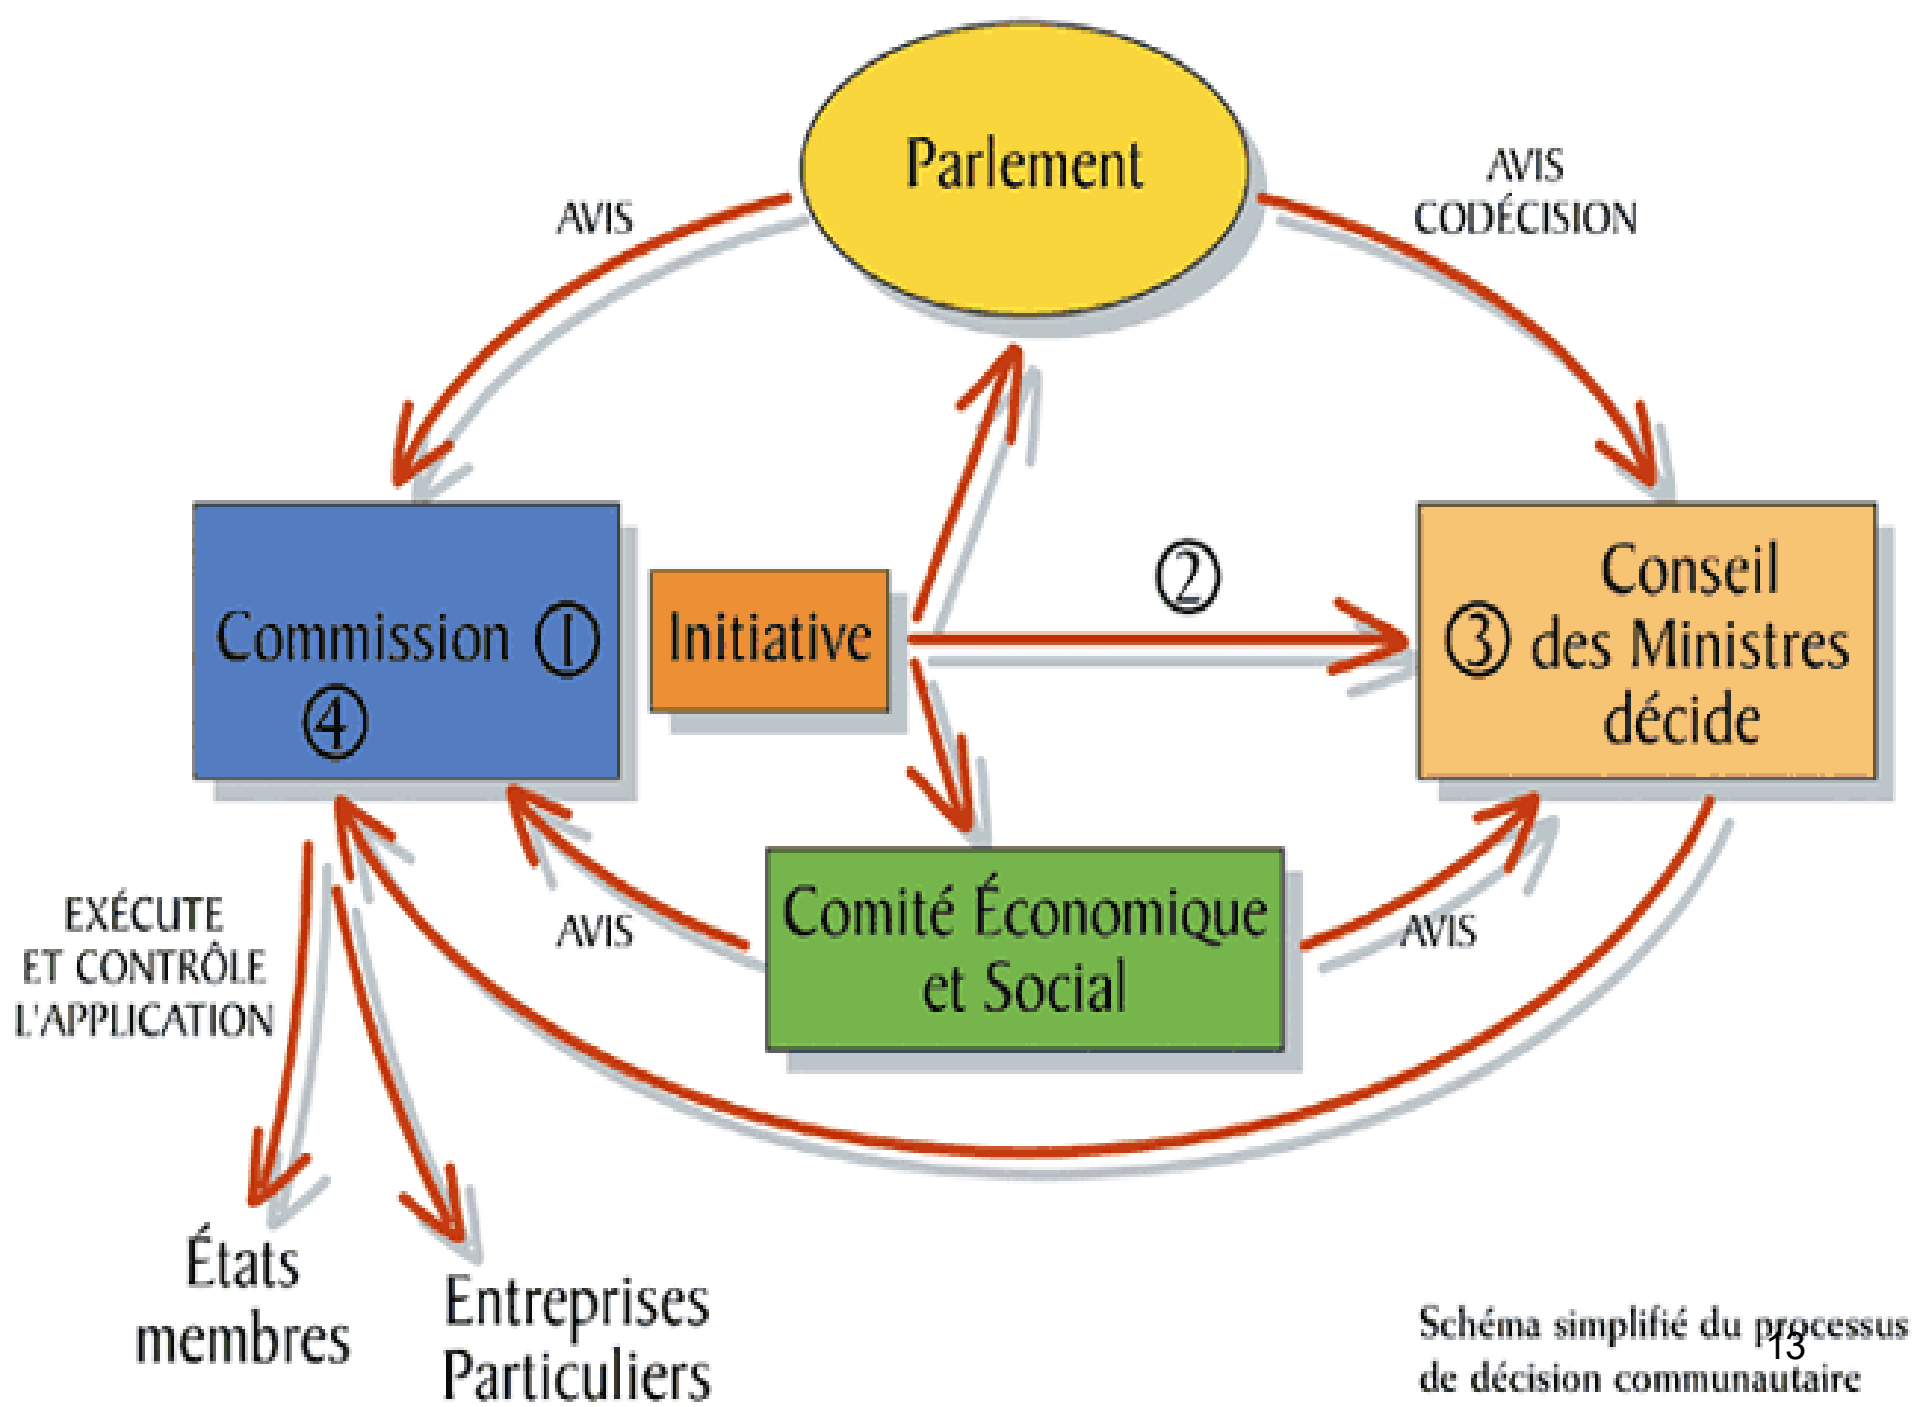 Parlement
AVIS
AVIS
CODÉCISION
Commission ①
④
Initiative
②
Conseil
③ des Ministres
décide
EXÉCUTE
ET CONTRÔLE
L'APPLICATION
AVIS
Comité Économique
et Social
AVIS
États
membres
Entreprises
Particuliers
Schéma simplifié du processus
de décision communautaire
13